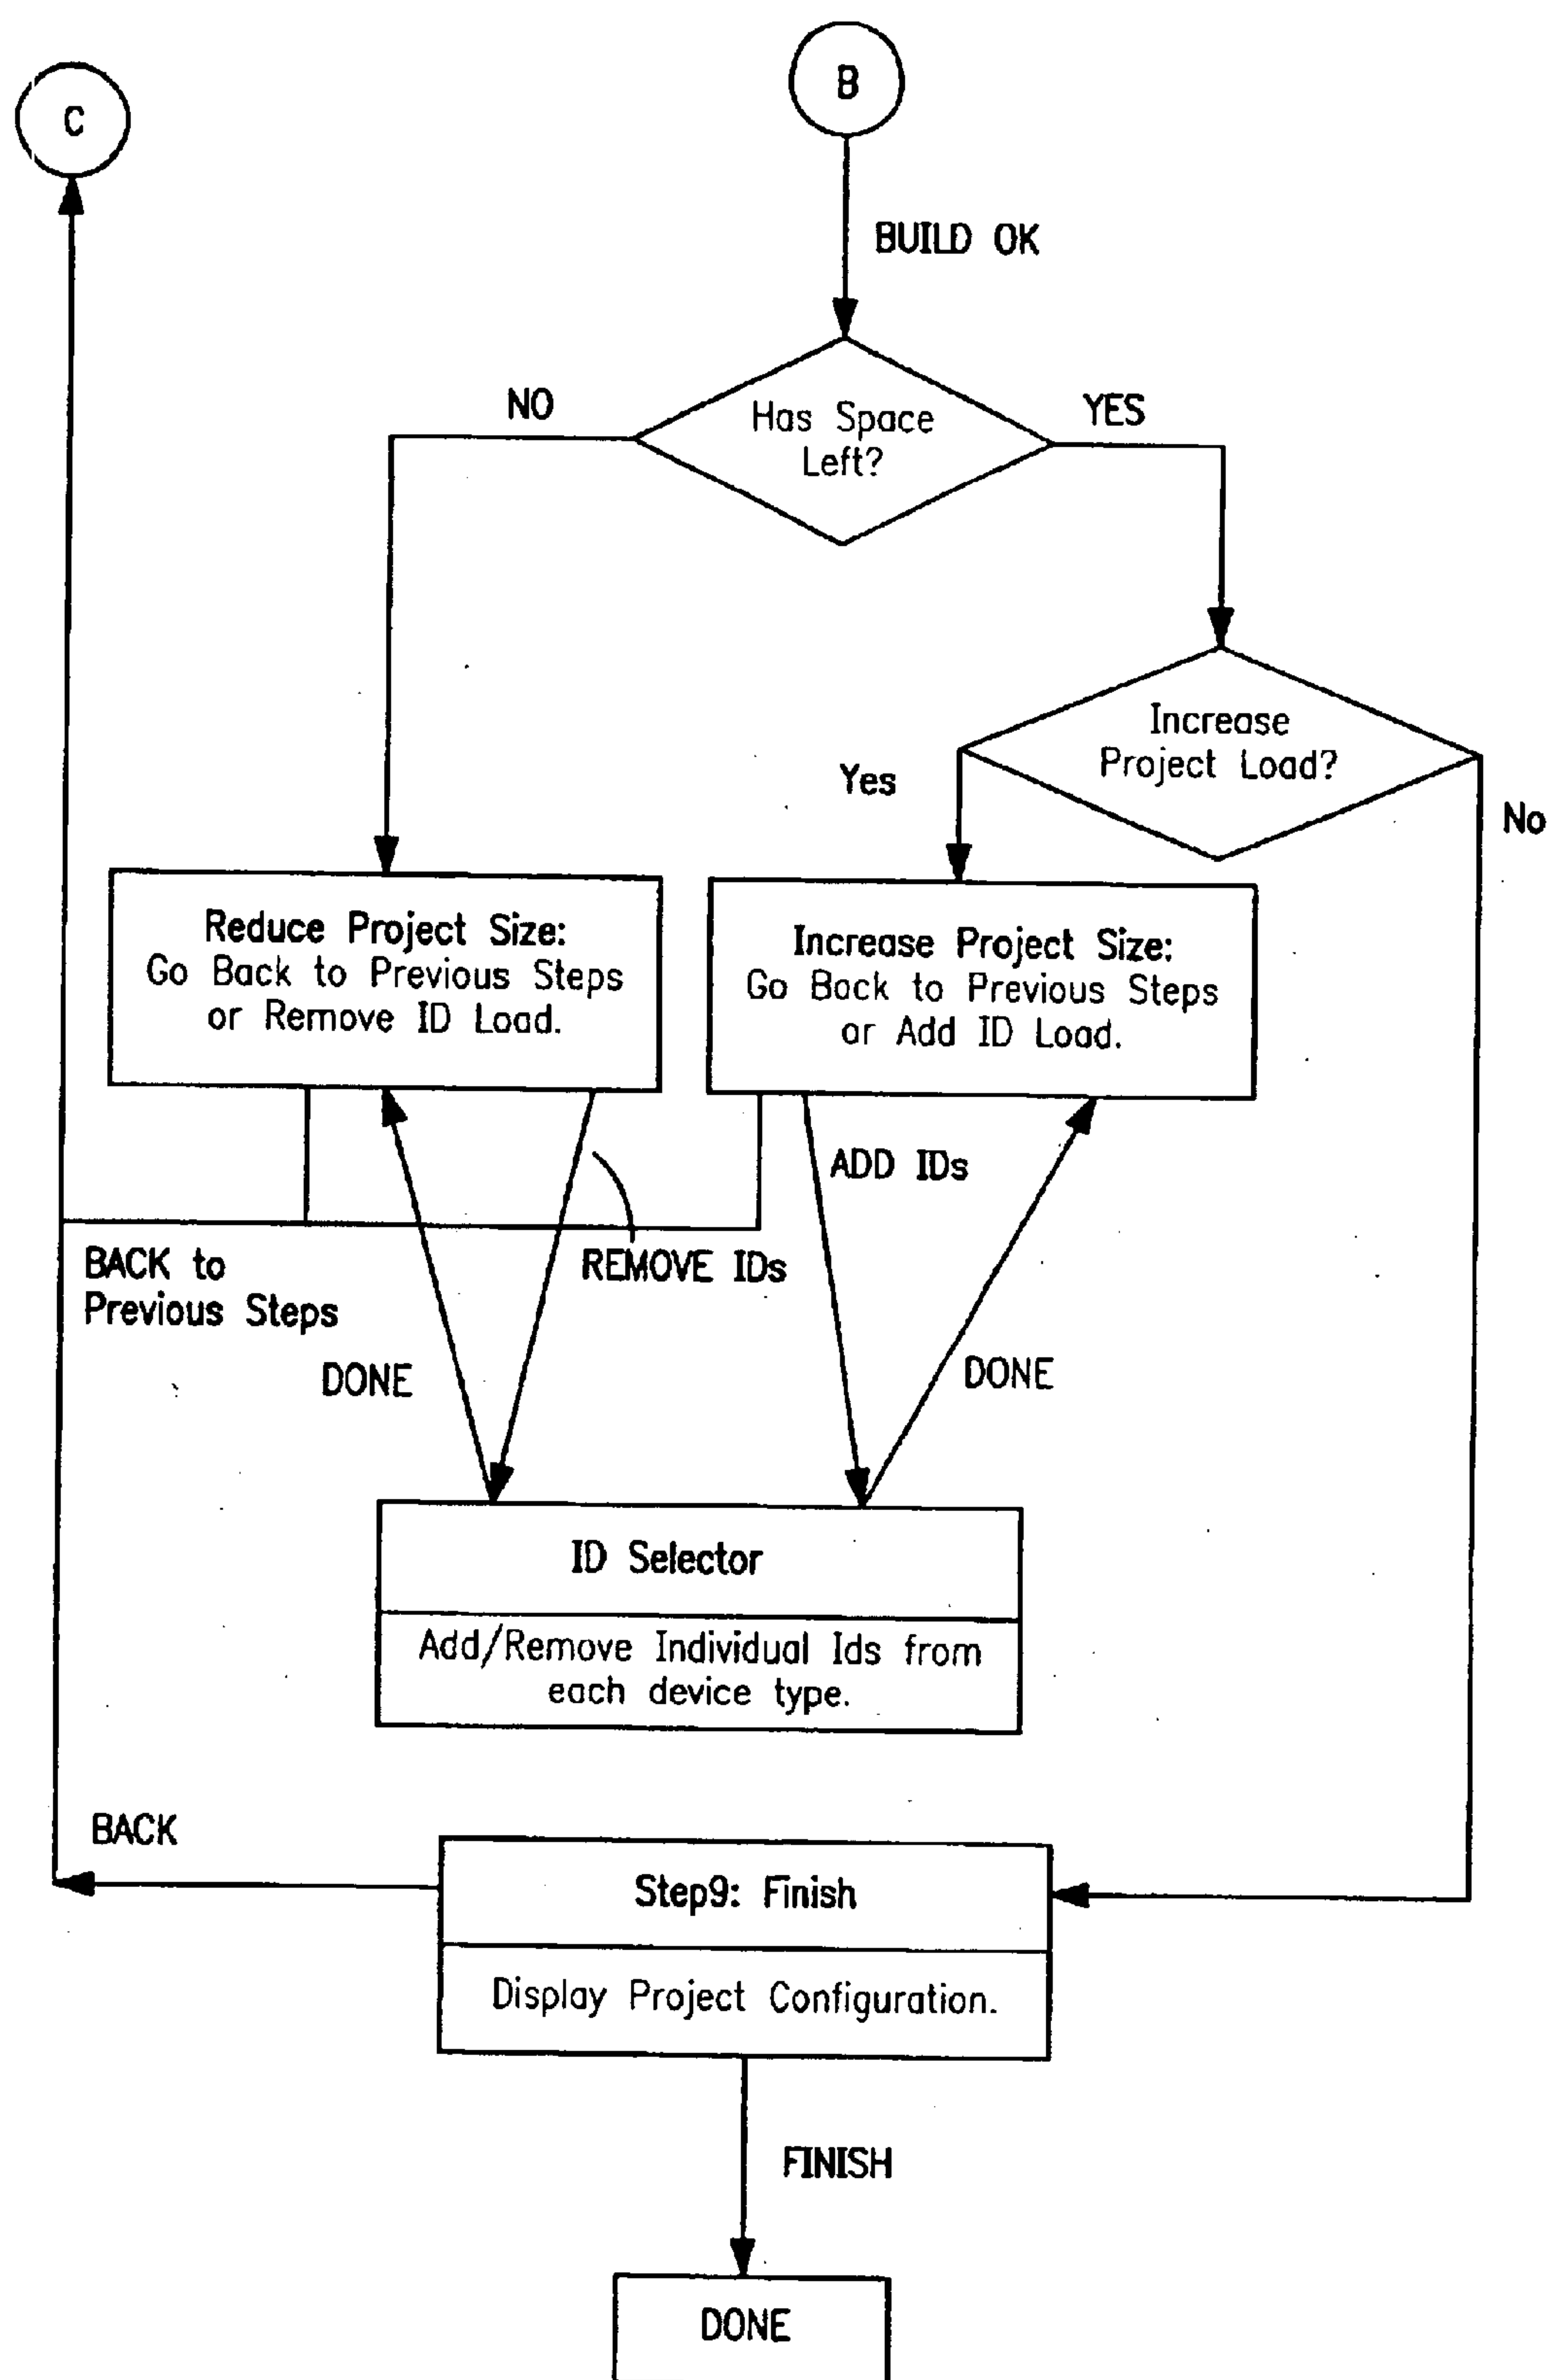 B
C
BUILD OK
NO
Has Space
Left?
YES
Increase
Project Load?
Yes
No
Reduce Project Size:
Go Back to Previous Steps
or Remove ID Load.
Increase Project Size:
Go Back to Previous Steps
or Add ID Load.
ADD IDs
REMOVE IDs
BACK to
Previous Steps
DONE
DONE
ID Selector
Add/Remove Individual Ids from
each device type.
BACK
Step9: Finish
Display Project Configuration.
FINISH
DONE